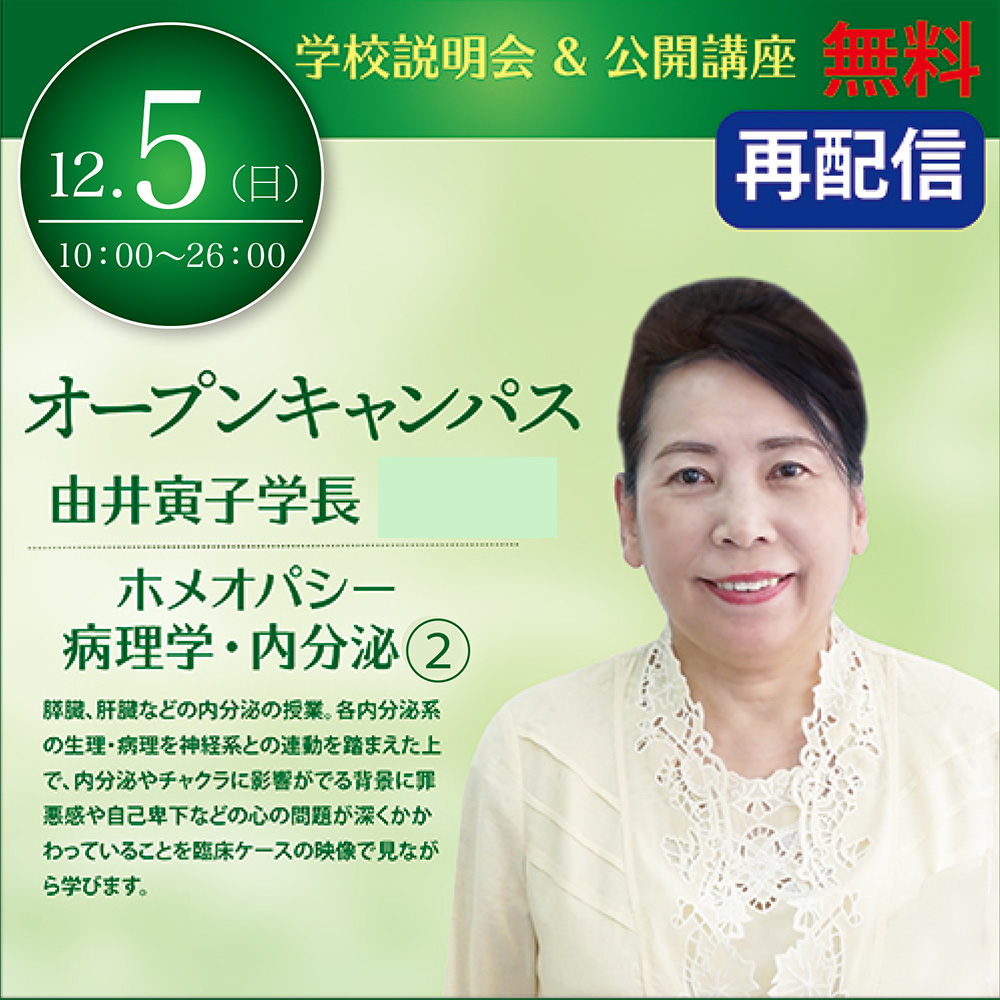 学校説明会 & 公開講座 無料
再配信
12.5(日)
10:00~26:00
オープンキャンパス
由井寅子学長
ホメオパシー
病理学・内分泌②
膵臓、肝臓などの内分泌の授業。各内分泌系
の生理・病理を神経系との連動を踏まえた上
で、内分泌やチャクラに影響がでる背景に罪
悪感や自己卑下などの心の問題が深くかか
わっていることを臨床ケースの映像で見なが
ら学びます。